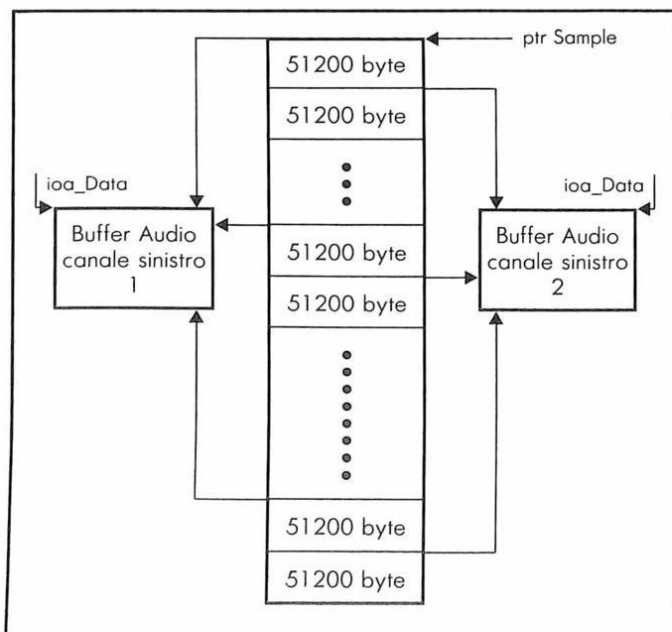 ptr Sample
51200 byte
51200 byte
ioa_Data
ioa_Data
Buffer Audio
canale sinistro
1
Buffer Audio
canale sinistro
2
51200 byte
51200 byte
51200 byte
51200 byte